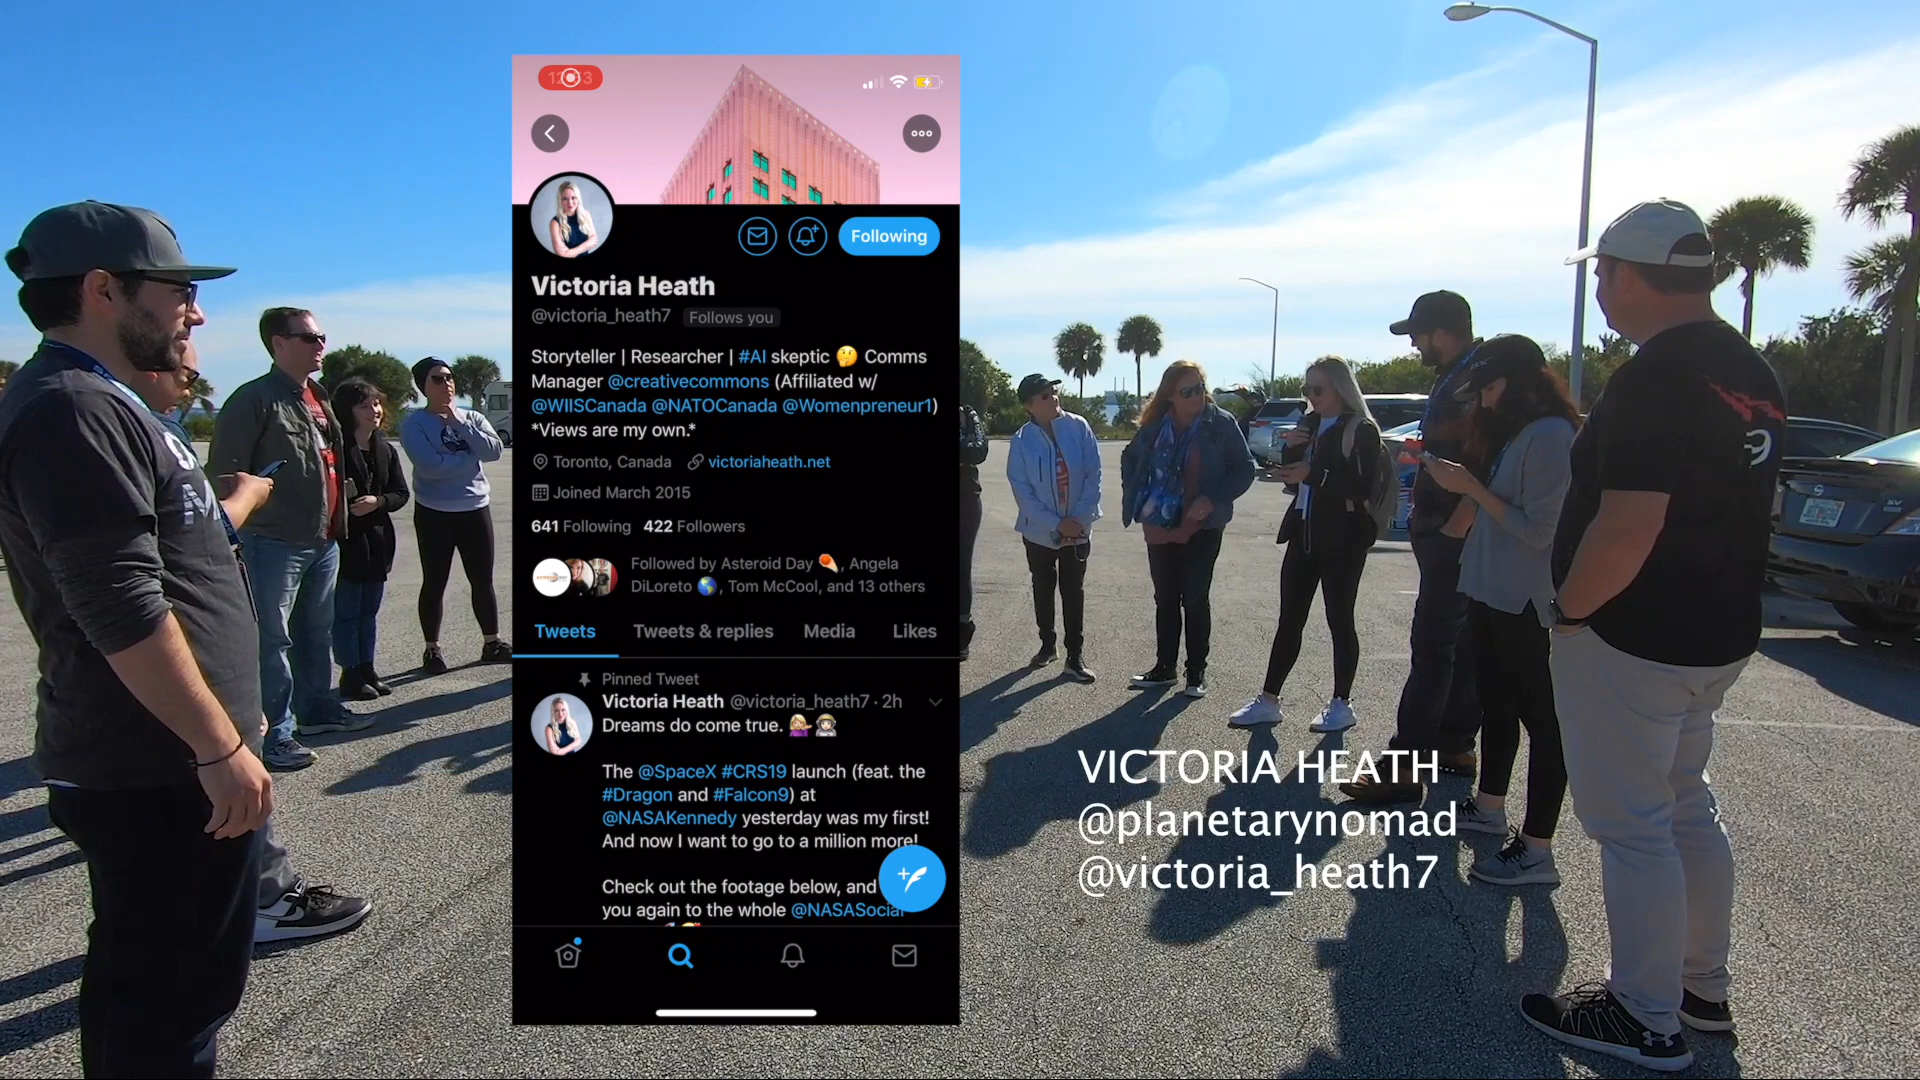 Following
Victoria Heath
@victoria_heath7 Follows you
Storyteller | Researcher | #AI skeptic 🤔 Comms
Manager @creativecommons (Affiliated w/
@WIISCanada @NATOCanada @Womenpreneur1)
*Views are my own.*
Toronto, Canada victoriaheath.net
Joined March 2015
641 Following 422 Followers
Followed by Asteroid Day ☄️, Angela
DiLoreto 🌎, Tom McCool, and 13 others
Tweets Tweets & replies Media Likes
Pinned Tweet
Victoria Heath @victoria_heath7 · 2h
Dreams do come true. 💁🏼‍♀️👩🏼‍🚀
The @SpaceX #CRS19 launch (feat. the
#Dragon and #Falcon9) at
@NASAKennedy yesterday was my first!
And now I want to go to a million more!
Check out the footage below, and
you again to the whole @NASASocial
VICTORIA HEATH
@planetarynomad
@victoria_heath7
9